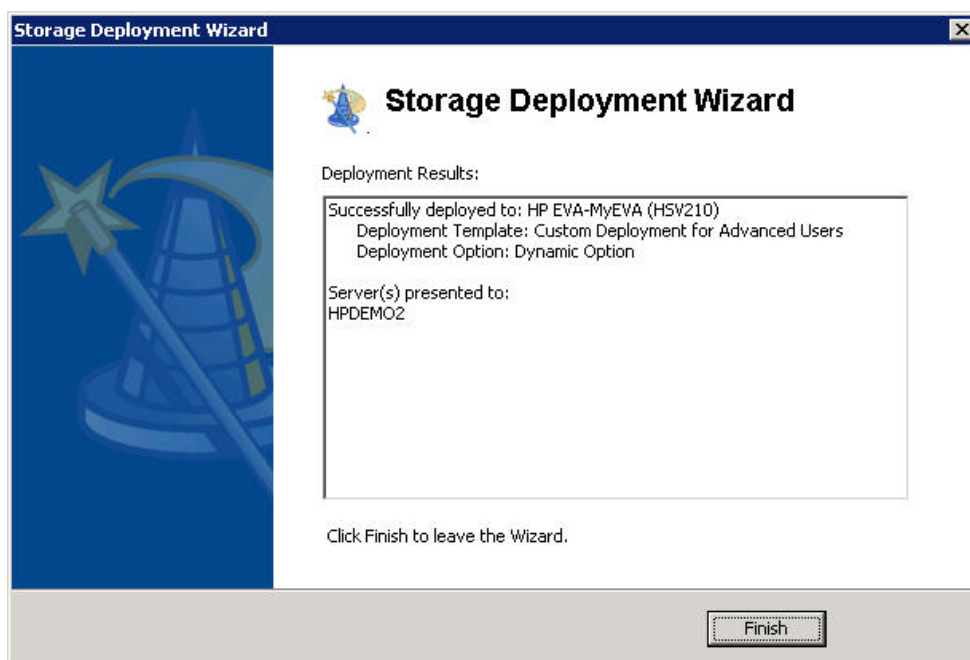 Storage Deployment Wizard
Storage Deployment Wizard
Deployment Results:
Successfully deployed to: HP EVA-MyEVA (HSV210)
Deployment Template: Custom Deployment for Advanced Users
Deployment Option: Dynamic Option
Server(s) presented to:
HPDEMO2
Click Finish to leave the Wizard.
Finish